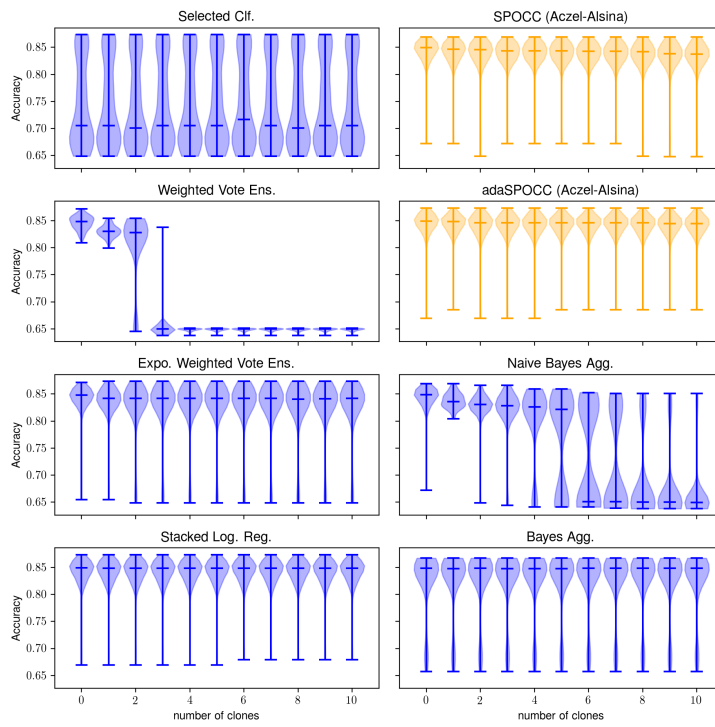 Selected Clf.
SPOCC (Aczel-Alsina)
Accuracy
0.85
0.80
0.75
0.70
0.65
Weighted Vote Ens.
adaSPOCC (Aczel-Alsina)
Accuracy
0.85
0.80
0.75
0.70
0.65
Expo. Weighted Vote Ens.
Naive Bayes Agg.
Accuracy
0.85
0.80
0.75
0.70
0.65
Stacked Log. Reg.
Bayes Agg.
Accuracy
0.85
0.80
0.75
0.70
0.65
0 2 4 6 8 10
0 2 4 6 8 10
number of clones
number of clones